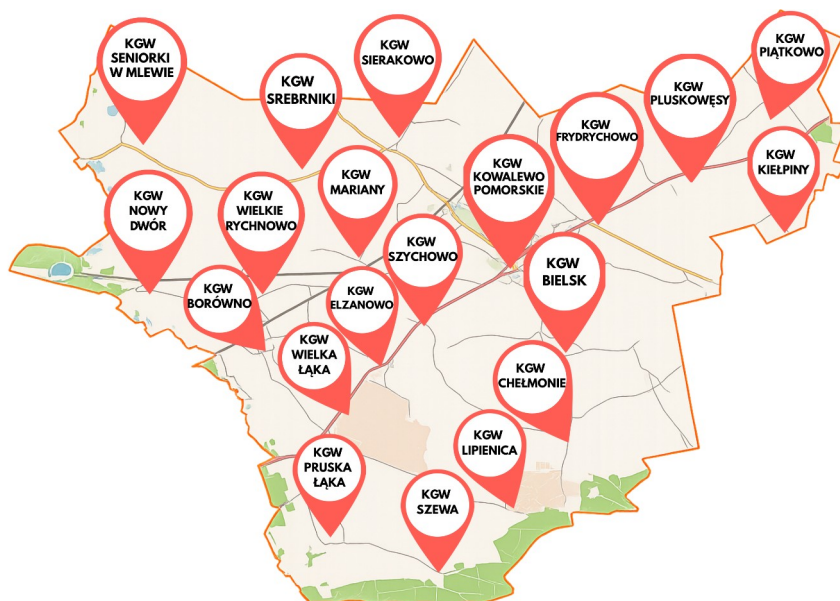 KGW
SENIORKI
W MLEWIE
KGW
SREBRNIKI
KGW
SIERAKOWO
KGW
PIĄTKOWO
KGW
PLUSKOWĘSY
KGW
FRYDRYCHOWO
KGW
KIEŁPINY
KGW
NOWY
DWÓR
KGW
WIELKIE
RYCHNOWO
KGW
MARIANY
KGW
KOWALEWO
POMORSKIE
KGW
SZYCHOWO
KGW
BIELSK
KGW
BORÓWNO
KGW
ELZANOWO
KGW
WIELKA
ŁĄKA
KGW
CHEŁMONIE
KGW
LIPIENICA
KGW
PRUSKA
ŁĄKA
KGW
SZEWA